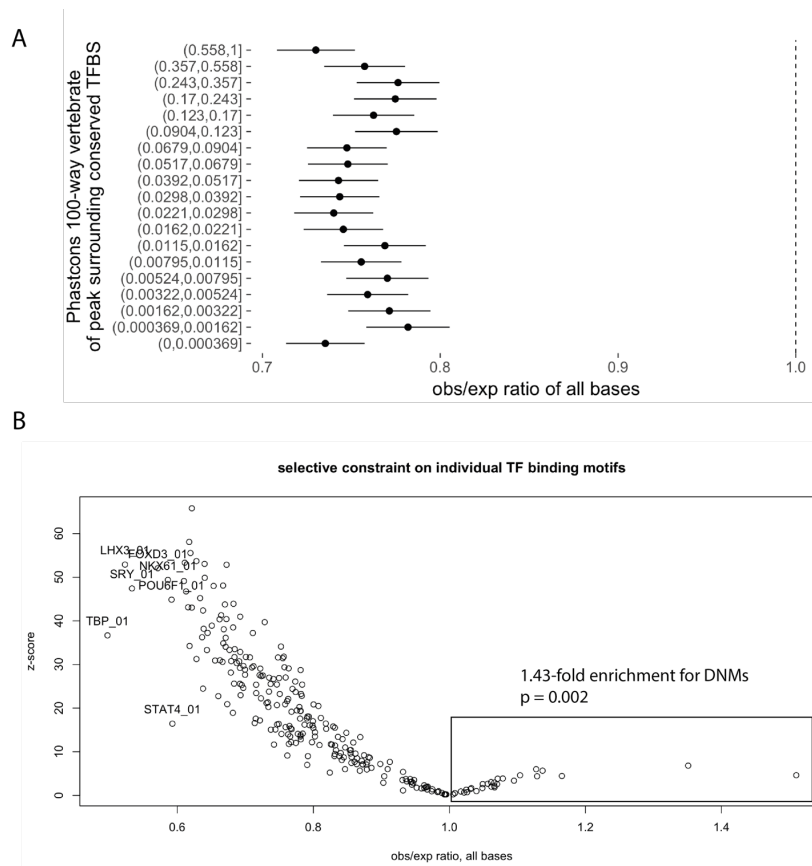 A
Phastcons 100-way vertebrate
of peak surrounding conserved TFBS
(0.558,1]
(0.357,0.558]
(0.243,0.357]
(0.17,0.243]
(0.123,0.17]
(0.0904,0.123]
(0.0679,0.0904]
(0.0517,0.0679]
(0.0392,0.0517]
(0.0298,0.0392]
(0.0221,0.0298]
(0.0162,0.0221]
(0.0115,0.0162]
(0.00795,0.0115]
(0.00524,0.00795]
(0.00322,0.00524]
(0.00162,0.00322]
(0.000369,0.00162]
(0,0.000369]
0.7 0.8 0.9 1.0
obs/exp ratio of all bases
B
selective constraint on individual TF binding motifs
z-score
60
50
40
30
20
10
0
LHX3_01
FOXD3_01
NKX61_01
SRY_01
POU6F1_01
TBP_01
STAT4_01
1.43-fold enrichment for DNMs
p = 0.002
0.6 0.8 1.0 1.2 1.4
obs/exp ratio, all bases